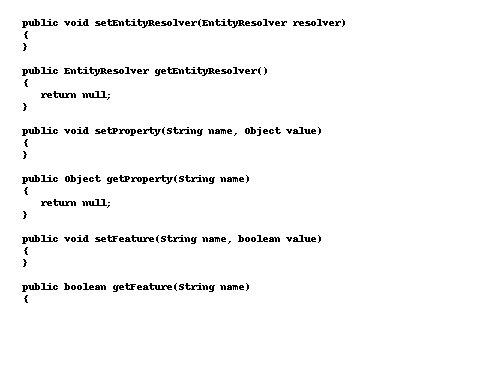 public void setEntityResolver(EntityResolver resolver)
{
}
public EntityResolver getEntityResolver()
{
return null;
}
public void setProperty(String name, Object value)
{
}
public Object getProperty(String name)
{
return null;
}
public void setFeature(String name, boolean value)
{
}
public boolean getFeature(String name)
{